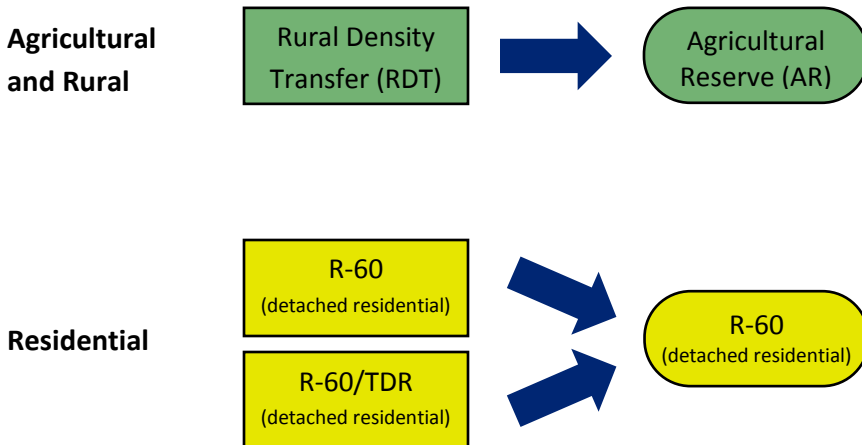 Agricultural
and Rural
Rural Density
Transfer (RDT)
Agricultural
Reserve (AR)
Residential
R-60
(detached residential)
R-60/TDR
(detached residential)
R-60
(detached residential)